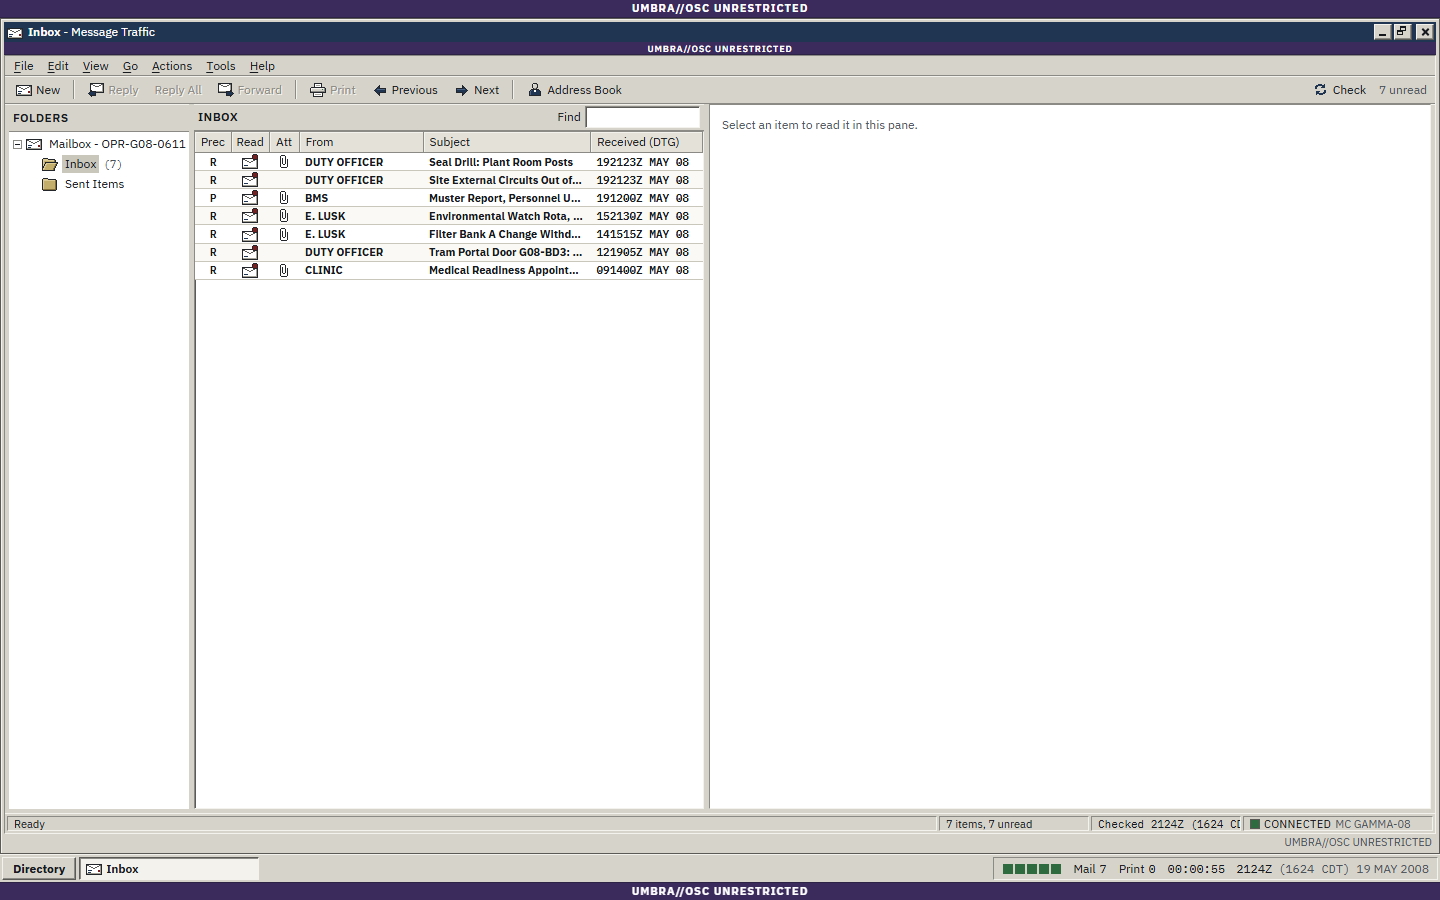 UMBRA//OSC UNRESTRICTED
Inbox - Message Traffic
UMBRA//OSC UNRESTRICTED
File Edit View Go Actions Tools Help
New Reply Reply All Forward Print Previous Next Address Book Check 7 unread
FOLDERS
Mailbox - OPR-G08-0611
Inbox (7)
Sent Items
INBOX Find
Prec Read Att From Subject Received (DTG)
R DUTY OFFICER Seal Drill: Plant Room Posts 192123Z MAY 08
R DUTY OFFICER Site External Circuits Out of... 192123Z MAY 08
P BMS Muster Report, Personnel U... 191200Z MAY 08
R E. LUSK Environmental Watch Rota, ... 152130Z MAY 08
R E. LUSK Filter Bank A Change Withd... 141515Z MAY 08
R DUTY OFFICER Tram Portal Door G08-BD3: ... 121905Z MAY 08
R CLINIC Medical Readiness Appoint... 091400Z MAY 08
Select an item to read it in this pane.
Ready 7 items, 7 unread Checked 2124Z (1624 CD CONNECTED MC GAMMA-08
UMBRA//OSC UNRESTRICTED
Directory Inbox Mail 7 Print 0 00:00:55 2124Z (1624 CDT) 19 MAY 2008
UMBRA//OSC UNRESTRICTED